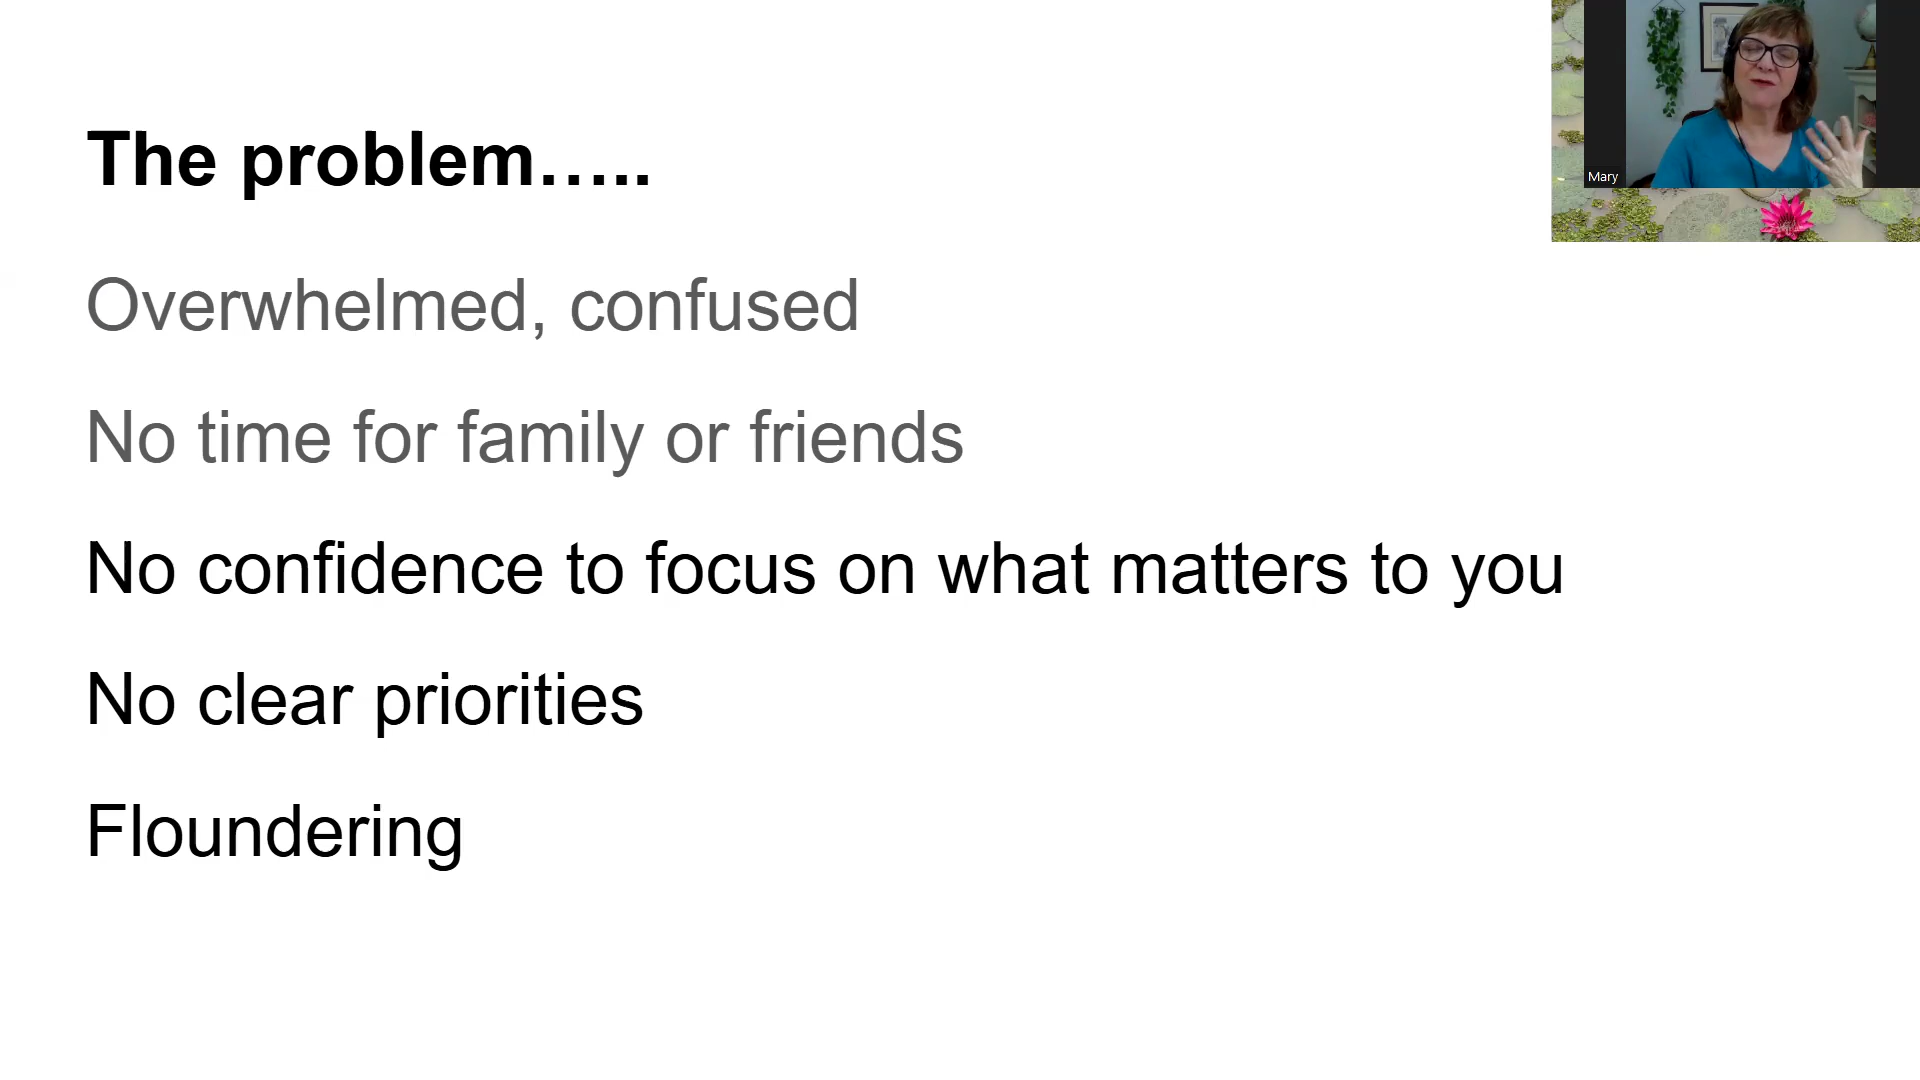 The problem…..
Overwhelmed, confused
No time for family or friends
No confidence to focus on what matters to you
No clear priorities
Floundering
Mary